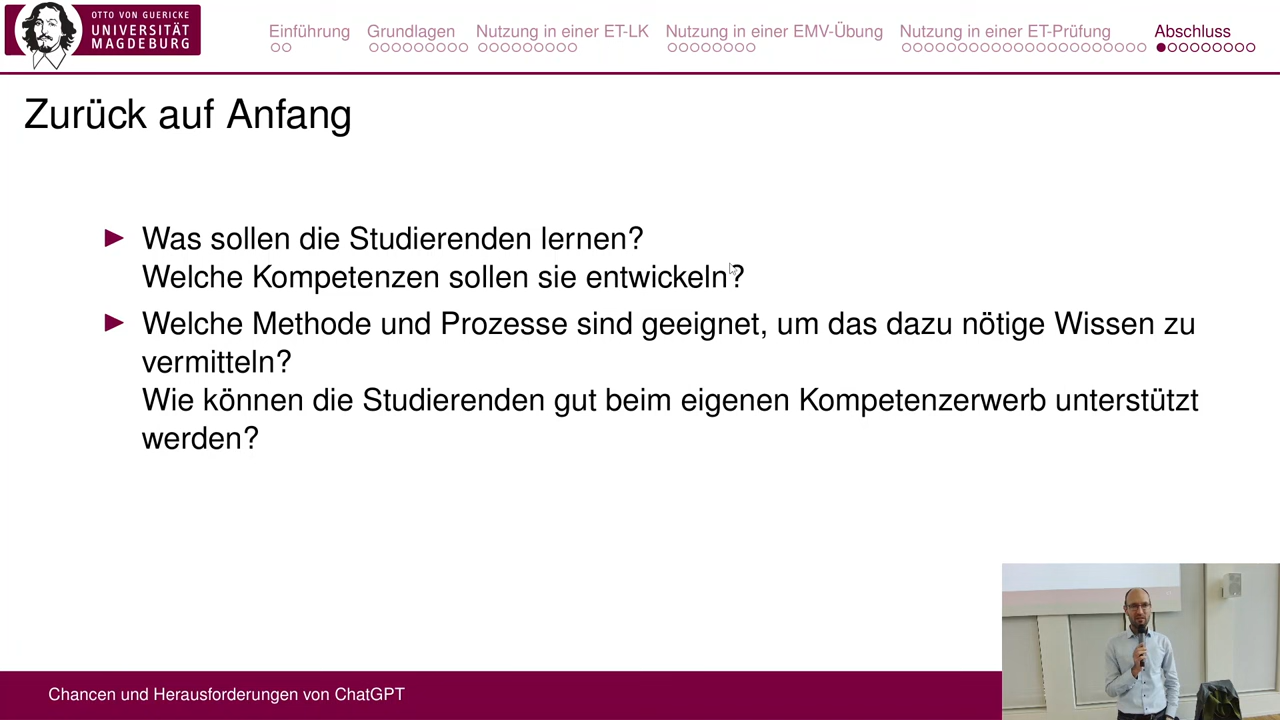 OTTO VON GUERICKE
UNIVERSITÄT
MAGDEBURG
Einführung
Grundlagen
Nutzung in einer ET-LK
Nutzung in einer EMV-Übung
Nutzung in einer ET-Prüfung
Abschluss
Zurück auf Anfang
Was sollen die Studierenden lernen?
Welche Kompetenzen sollen sie entwickeln?
Welche Methode und Prozesse sind geeignet, um das dazu nötige Wissen zu
vermitteln?
Wie können die Studierenden gut beim eigenen Kompetenzerwerb unterstützt
werden?
Chancen und Herausforderungen von ChatGPT